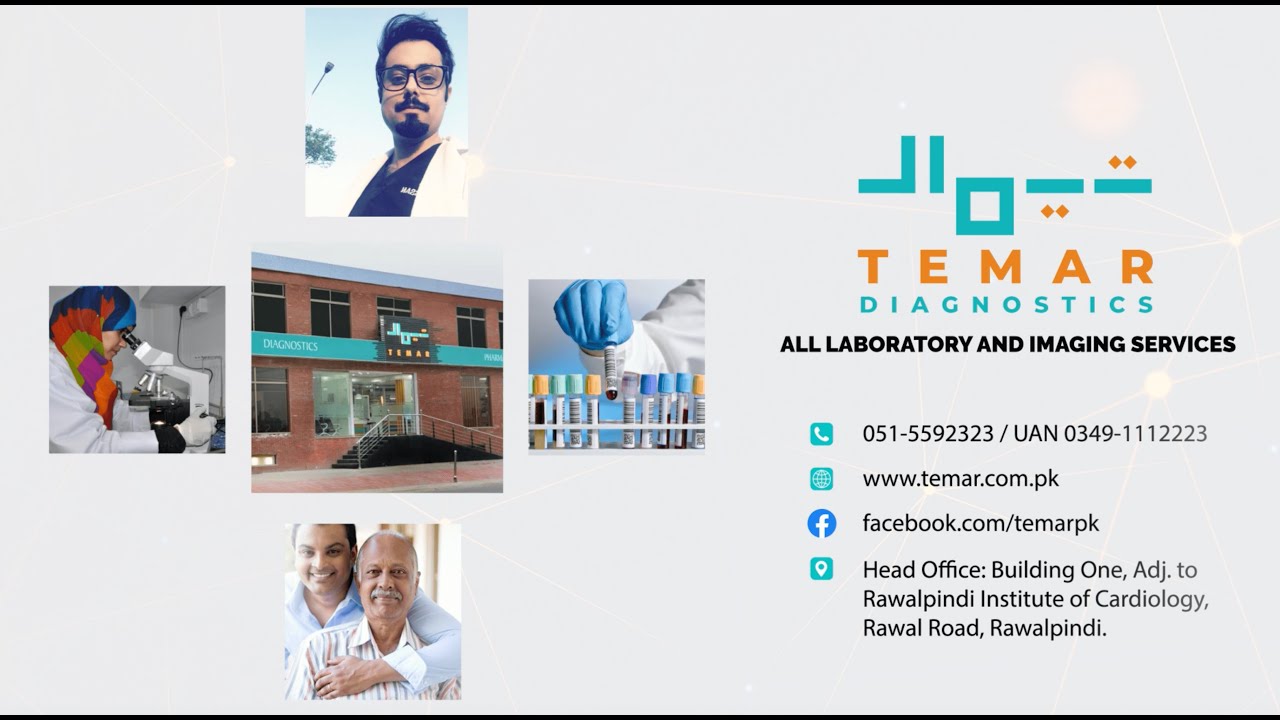 تیمار
TEMAR
DIAGNOSTICS
ALL LABORATORY AND IMAGING SERVICES
051-5592323 / UAN 0349-1112223
www.temar.com.pk
facebook.com/temarpk
Head Office: Building One, Adj. to
Rawalpindi Institute of Cardiology,
Rawal Road, Rawalpindi.
DIAGNOSTICS
تیمار
TEMAR